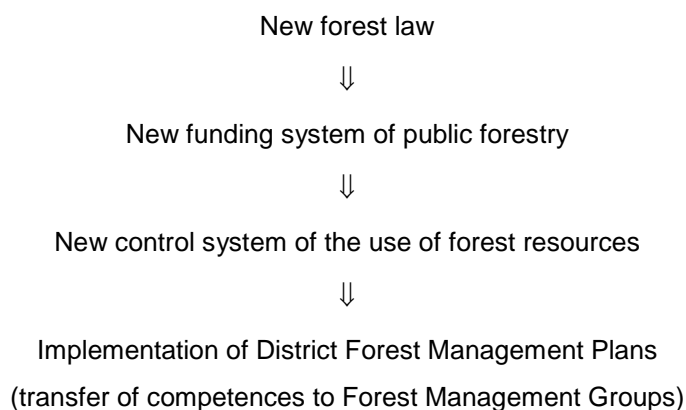 New forest law
⇓
New funding system of public forestry
⇓
New control system of the use of forest resources
⇓
Implementation of District Forest Management Plans
(transfer of competences to Forest Management Groups)